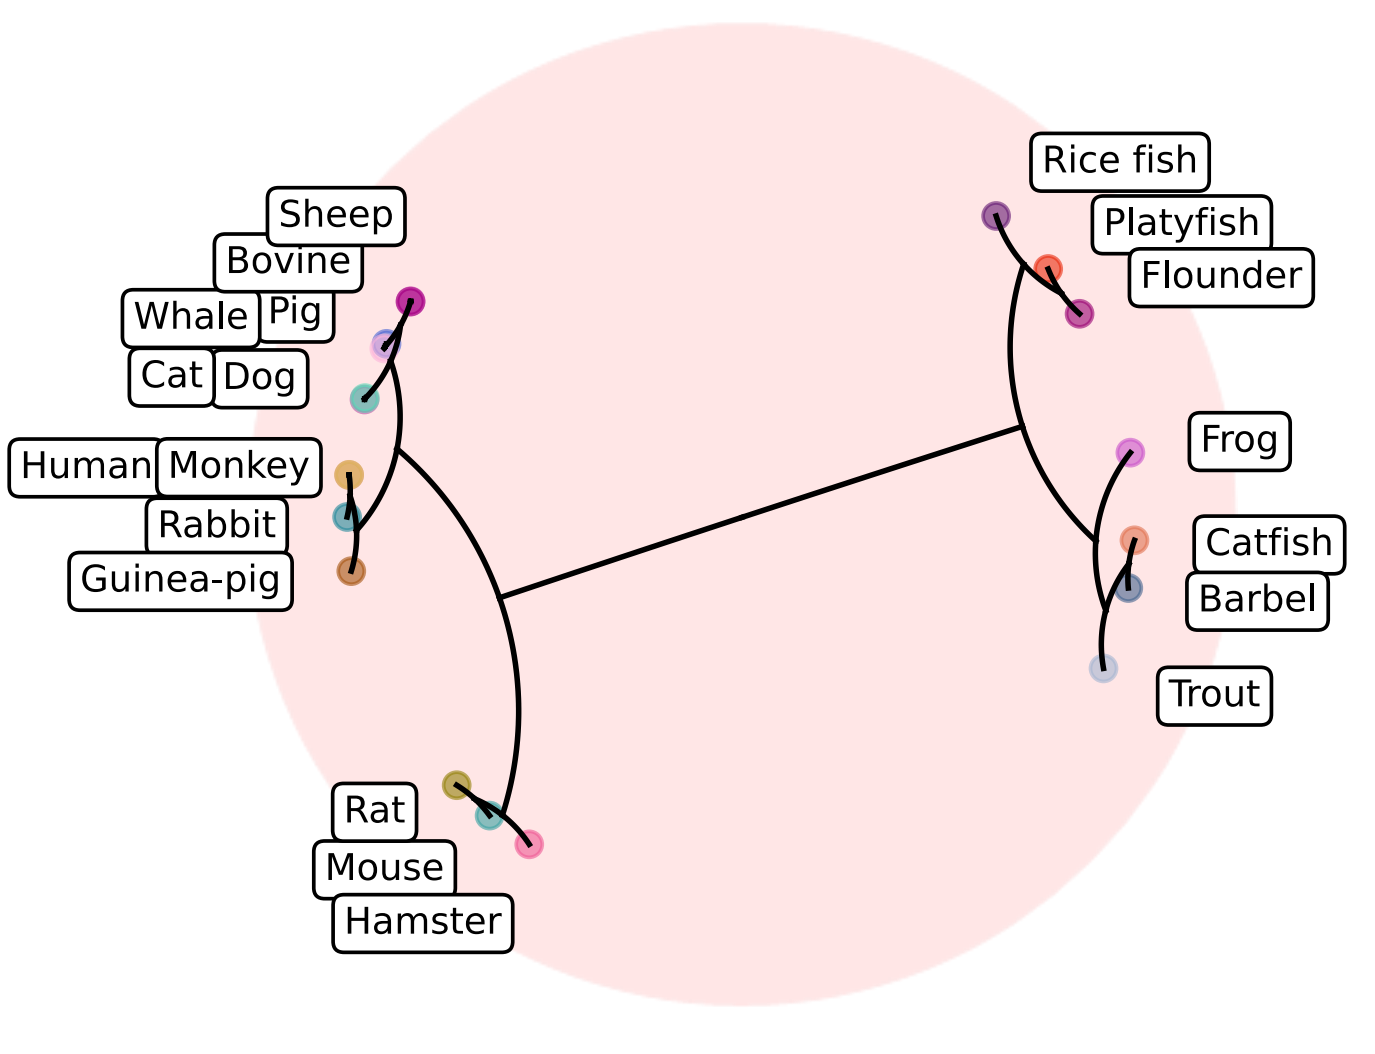 Rice fish
Sheep
Platyfish
Bovine
Flounder
Whale
Pig
Cat
Dog
Frog
Human
Monkey
Rabbit
Catfish
Guinea-pig
Barbel
Trout
Rat
Mouse
Hamster